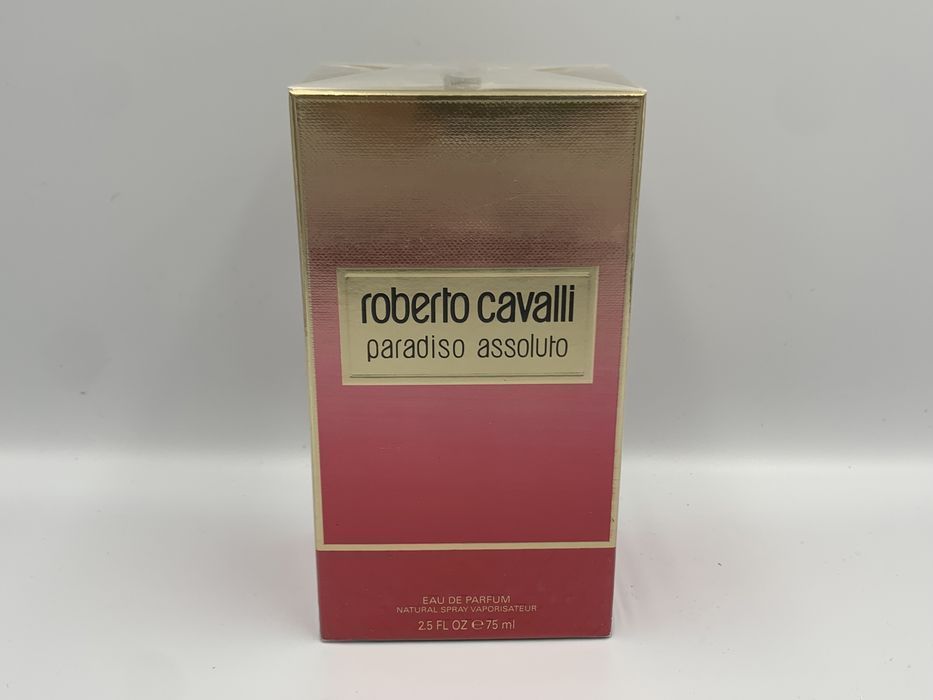 roberto cavalli
paradiso assoluto
EAU DE PARFUM
NATURAL SPRAY VAPORISATEUR
2.5 FL OZ ℮ 75 ml